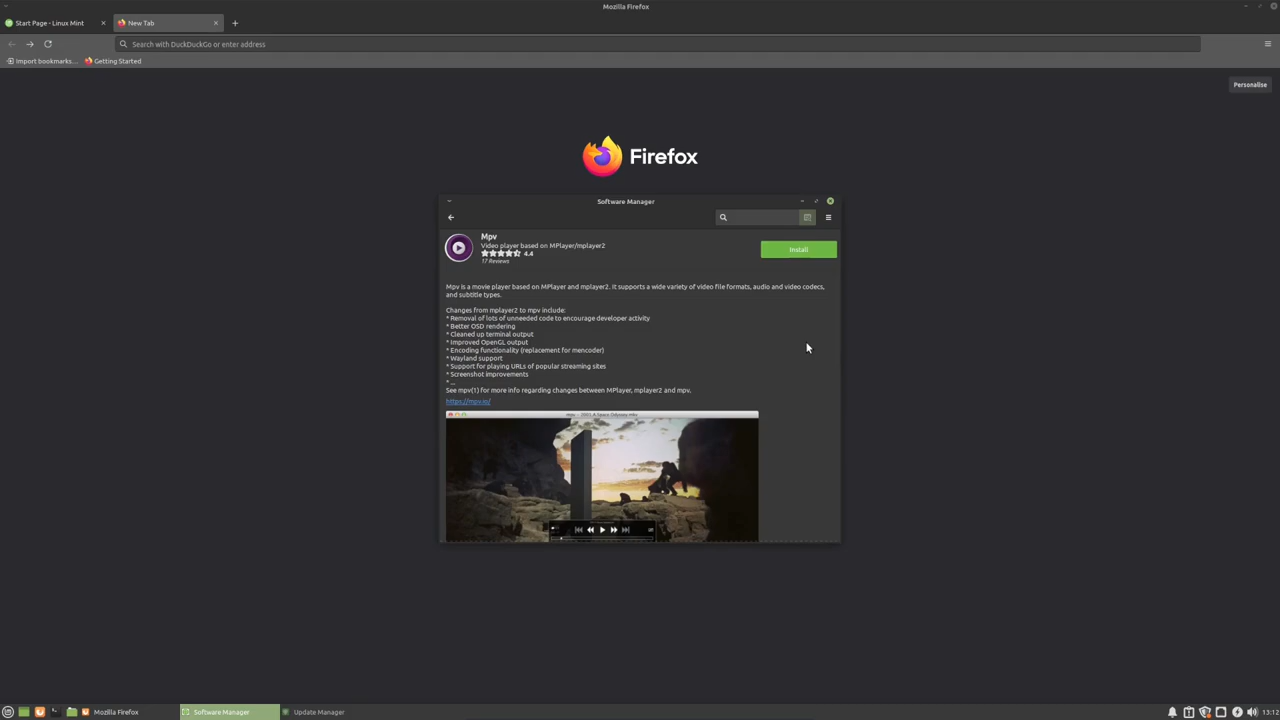 Mozilla Firefox
Start Page - Linux Mint
New Tab
Search with DuckDuckGo or enter address
Import bookmarks...
Getting Started
Personalise
Firefox
Software Manager
Mpv
Video player based on MPlayer/mplayer2
4.4
17 Reviews
Install
Mpv is a movie player based on MPlayer and mplayer2. It supports a wide variety of video file formats, audio and video codecs,
and subtitle types.
Changes from mplayer2 to mpv include:
* Removal of lots of unneeded code to encourage developer activity
* Better OSD rendering
* Cleaned up terminal output
* Improved OpenGL output
* Encoding functionality (replacement for mencoder)
* Wayland support
* Support for playing URLs of popular streaming sites
* Screenshot improvements
* ...
See mpv(1) for more info regarding changes between MPlayer, mplayer2 and mpv.
https://mpv.io/
mpv - 2001 A Space Odyssey.mkv
Mozilla Firefox
Software Manager
Update Manager
13:12